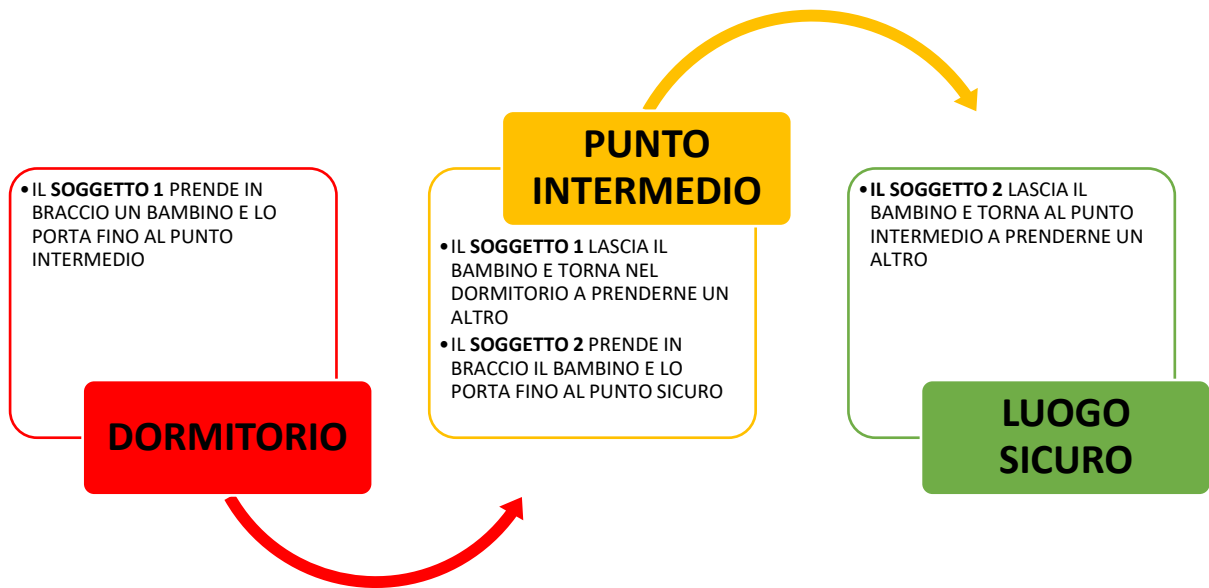 • IL SOGGETTO 1 PRENDE IN
BRACCIO UN BAMBINO E LO
PORTA FINO AL PUNTO
INTERMEDIO
DORMITORIO
PUNTO
INTERMEDIO
• IL SOGGETTO 1 LASCIA IL
BAMBINO E TORNA NEL
DORMITORIO A PRENDERNE UN
ALTRO
• IL SOGGETTO 2 PRENDE IN
BRACCIO IL BAMBINO E LO
PORTA FINO AL PUNTO SICURO
• IL SOGGETTO 2 LASCIA IL
BAMBINO E TORNA AL PUNTO
INTERMEDIO A PRENDERNE UN
ALTRO
LUOGO
SICURO